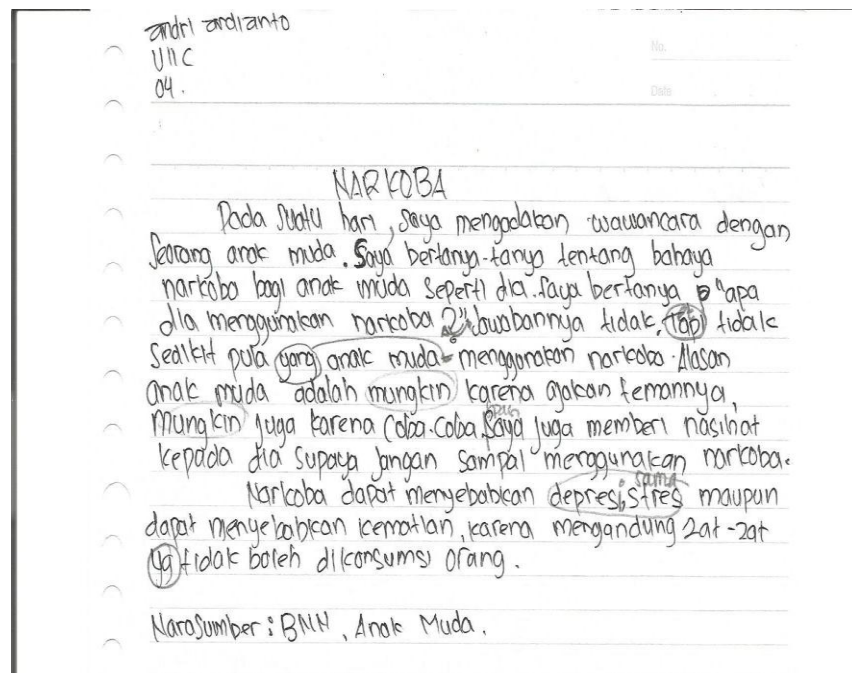 andri ardianto
VIIC
04.
No.
Date
NARKOBA
Pada suatu hari, saya mengadakan wawancara dengan
Seorang anak muda. Saya bertanya-tanya tentang bahaya
narkoba bagi anak muda seperti dia. saya bertanya "apa
dia menggunakan narkoba?" Jawabannya tidak, Tapi tidak
Sedikit pula yang anak muda menggunakan narkoba. Alasan
anak muda adalah mungkin karena ajakan temannya,
mungkin juga karena coba-coba. Saya pun juga memberi nasihat
kepada dia supaya jangan sampai menggunakan narkoba.
sama
Narkoba dapat menyebabkan depresi, stres maupun
dapat menyebabkan kematian, karena mengandung zat-zat
yg tidak boleh dikonsumsi orang.
Narasumber : BNN, Anak Muda.